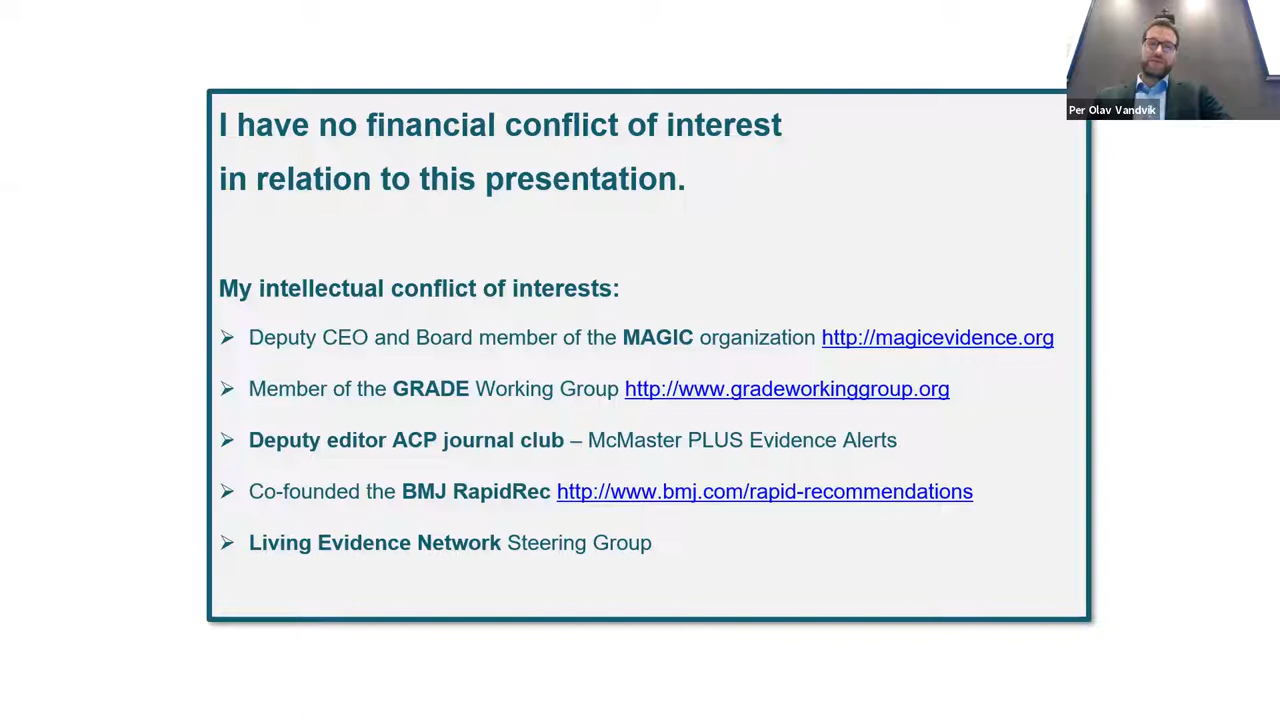 I have no financial conflict of interest
in relation to this presentation.
My intellectual conflict of interests:
➢ Deputy CEO and Board member of the MAGIC organization http://magicevidence.org
➢ Member of the GRADE Working Group http://www.gradeworkinggroup.org
➢ Deputy editor ACP journal club – McMaster PLUS Evidence Alerts
➢ Co-founded the BMJ RapidRec http://www.bmj.com/rapid-recommendations
➢ Living Evidence Network Steering Group
Per Olav Vandvik